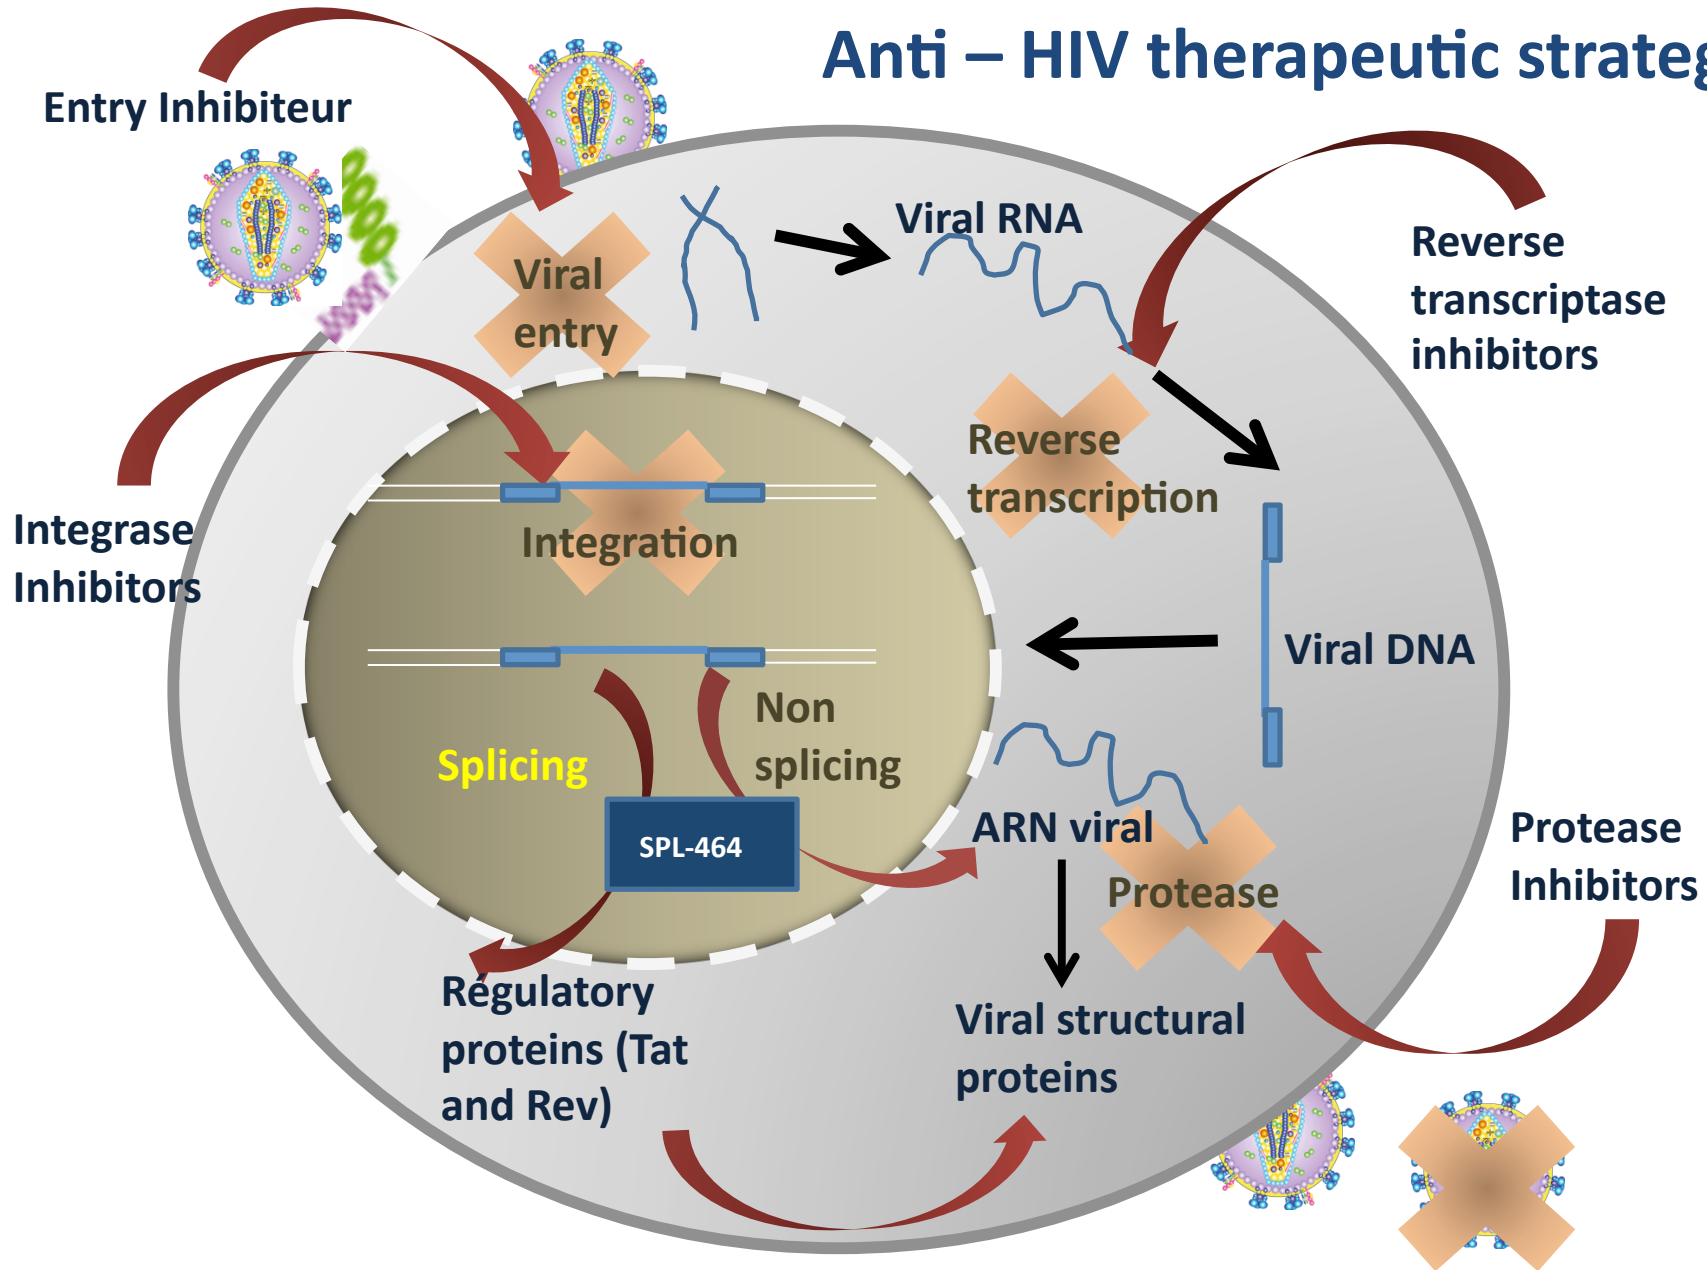 Anti – HIV therapeutic strateg
Entry Inhibiteur
Viral RNA
Reverse
transcriptase
inhibitors
Viral
entry
Reverse
transcription
Integrase
Inhibitors
Integration
Viral DNA
Non
splicing
Splicing
SPL-464
ARN viral
Protease
Inhibitors
Protease
Régulatory
proteins (Tat
and Rev)
Viral structural
proteins